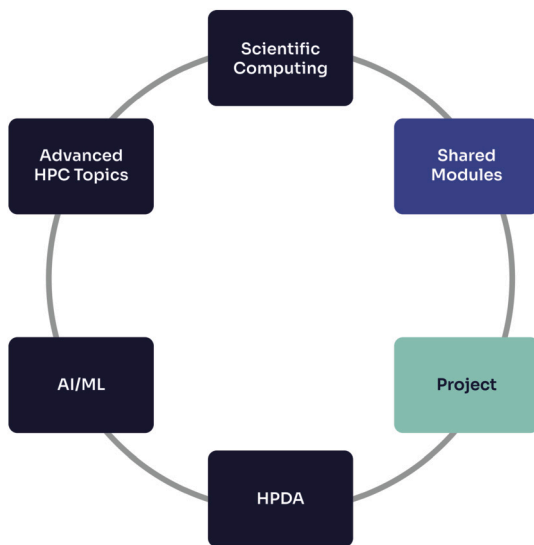 Scientific
Computing
Advanced
HPC Topics
Shared
Modules
AI/ML
Project
HPDA